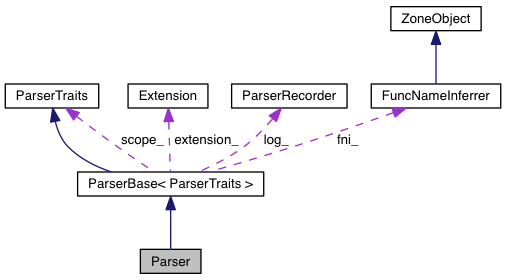 ZoneObject
ParserTraits
Extension
ParserRecorder
FuncNameInferrer
scope_
extension_
log_
fni_
ParserBase< ParserTraits >
Parser